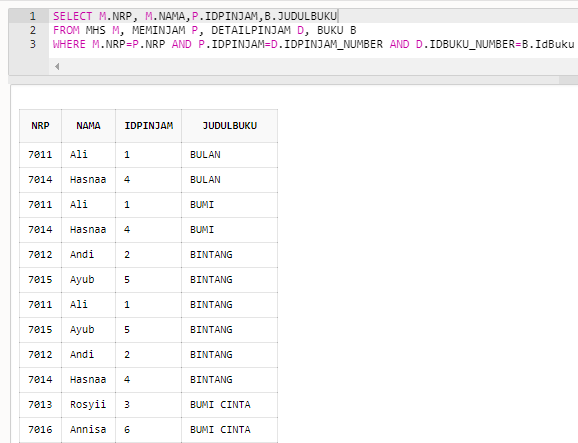 1 SELECT M.NRP, M.NAMA,P.IDPINJAM,B.JUDULBUKU
2 FROM MHS M, MEMINJAM P, DETAILPINJAM D, BUKU B
3 WHERE M.NRP=P.NRP AND P.IDPINJAM=D.IDPINJAM_NUMBER AND D.IDBUKU_NUMBER=B.IdBuku
NRP NAMA IDPINJAM JUDULBUKU
7011 Ali 1 BULAN
7014 Hasnaa 4 BULAN
7011 Ali 1 BUMI
7014 Hasnaa 4 BUMI
7012 Andi 2 BINTANG
7015 Ayub 5 BINTANG
7011 Ali 1 BINTANG
7015 Ayub 5 BINTANG
7012 Andi 2 BINTANG
7014 Hasnaa 4 BINTANG
7013 Rosyii 3 BUMI CINTA
7016 Annisa 6 BUMI CINTA